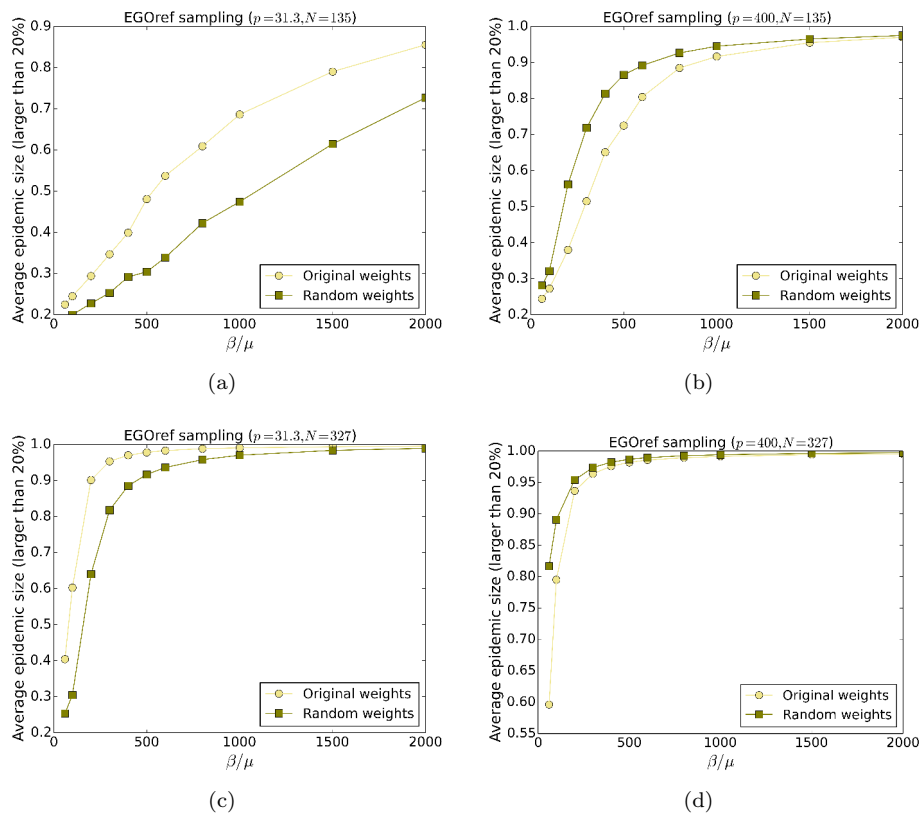 EGOref sampling (p=31.3,N=135)
Average epidemic size (larger than 20%)
0.9
0.8
0.7
0.6
0.5
0.4
0.3
0.2
Original weights
Random weights
0 500 1000 1500 2000
β/μ
(a)
EGOref sampling (p=400,N=135)
Average epidemic size (larger than 20%)
1.0
0.9
0.8
0.7
0.6
0.5
0.4
0.3
0.2
Original weights
Random weights
0 500 1000 1500 2000
β/μ
(b)
EGOref sampling (p=31.3,N=327)
Average epidemic size (larger than 20%)
1.0
0.9
0.8
0.7
0.6
0.5
0.4
0.3
0.2
Original weights
Random weights
0 500 1000 1500 2000
β/μ
(c)
EGOref sampling (p=400,N=327)
Average epidemic size (larger than 20%)
1.00
0.95
0.90
0.85
0.80
0.75
0.70
0.65
0.60
0.55
Original weights
Random weights
0 500 1000 1500 2000
β/μ
(d)